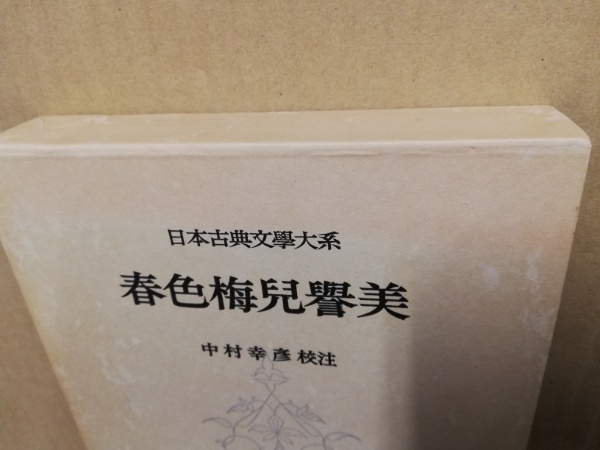 日本古典文學大系
春色梅兒譽美
中村幸彦校注